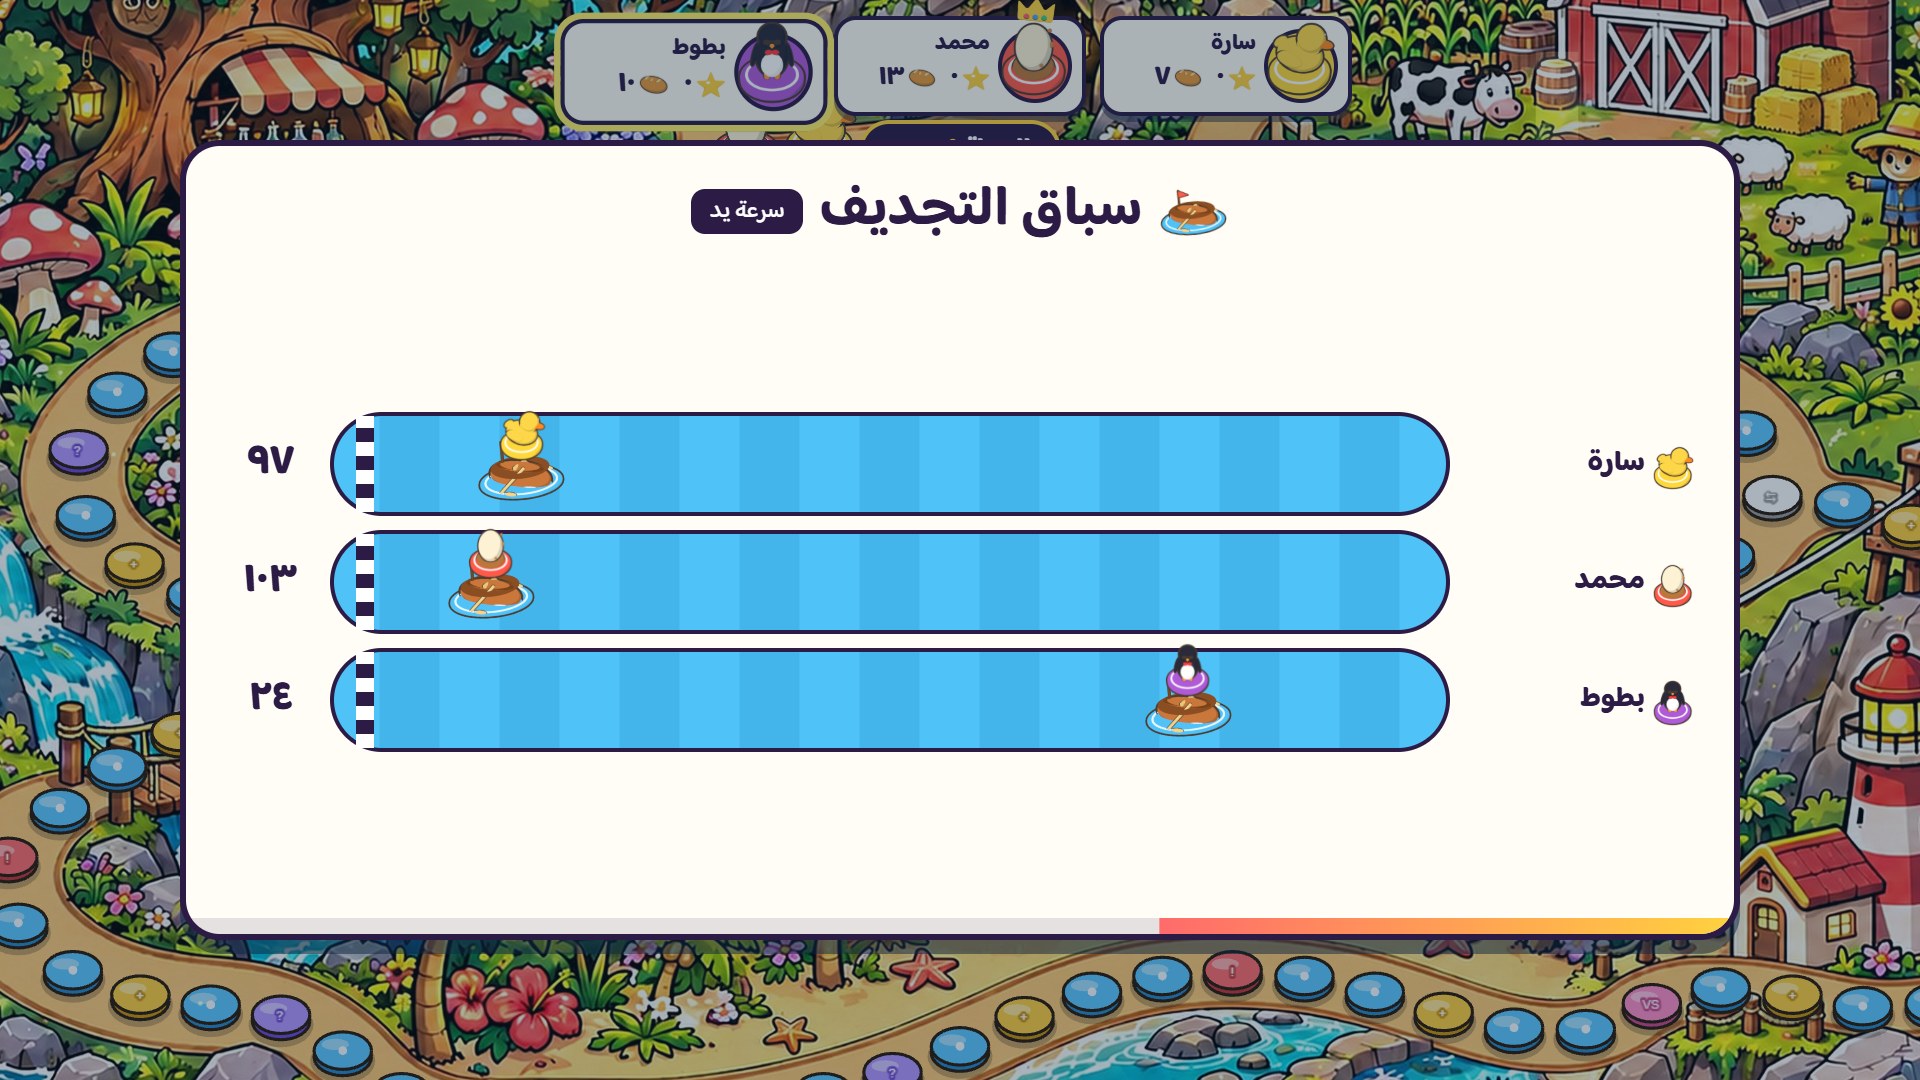 سارة
٠ ٧
محمد
٠ ١٣
بطوط
٠ ١٠
سباق التجديف
سرعة يد
سارة
٩٧
محمد
١٠٣
بطوط
٢٤
VS